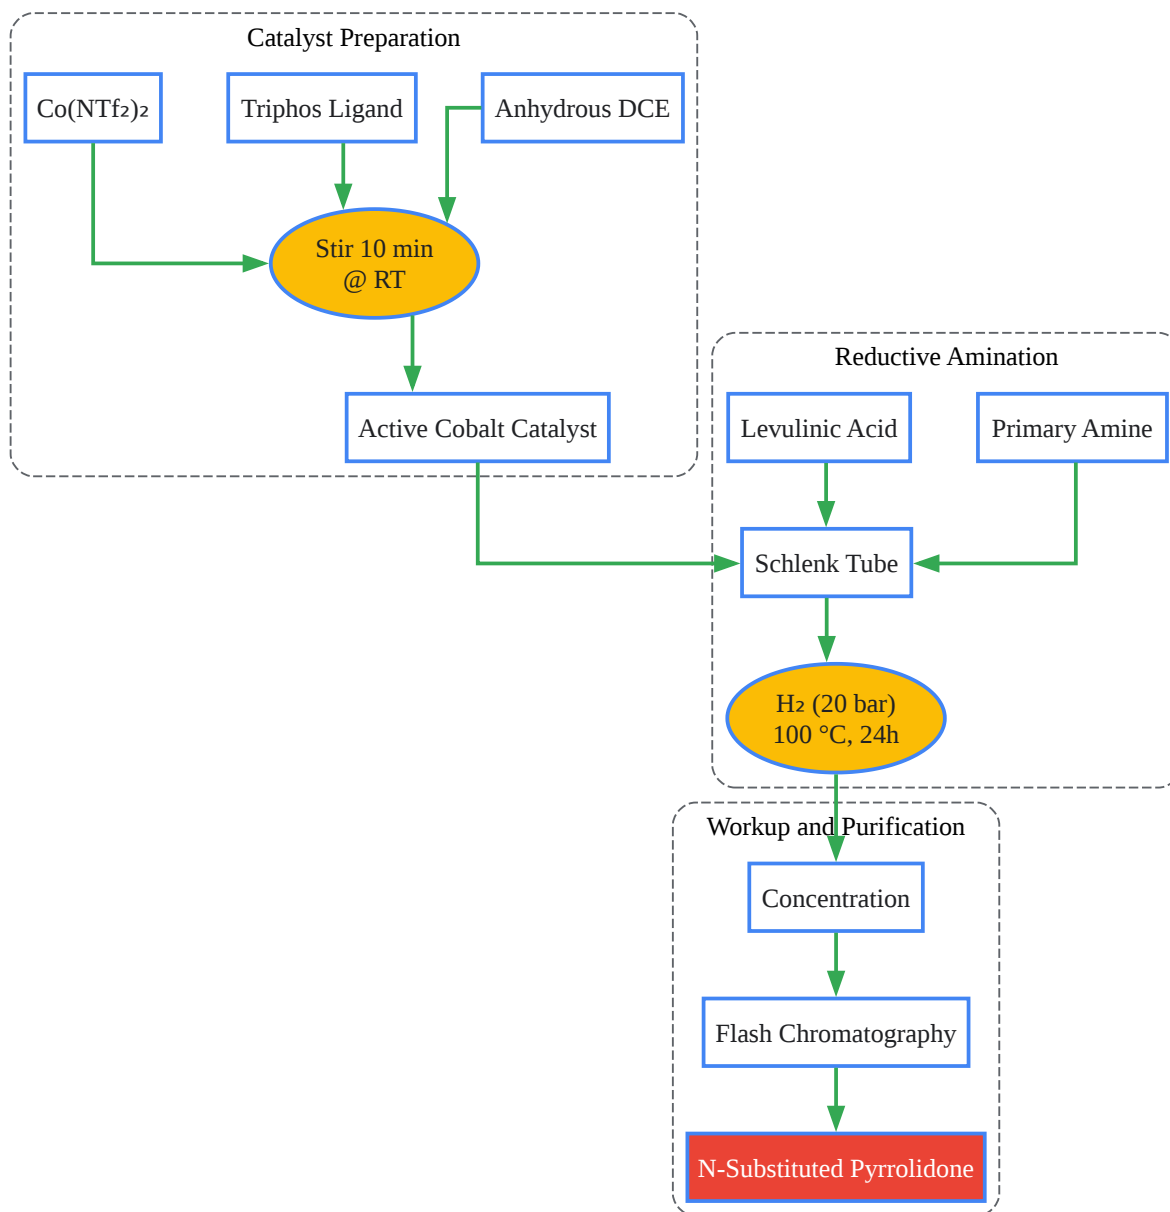 Catalyst Preparation
Co(NTf₂)₂
Triphos Ligand
Anhydrous DCE
Stir 10 min
@ RT
Active Cobalt Catalyst
Reductive Amination
Levulinic Acid
Primary Amine
Schlenk Tube
H₂ (20 bar)
100 °C, 24h
Workup and Purification
Concentration
Flash Chromatography
N-Substituted Pyrrolidone